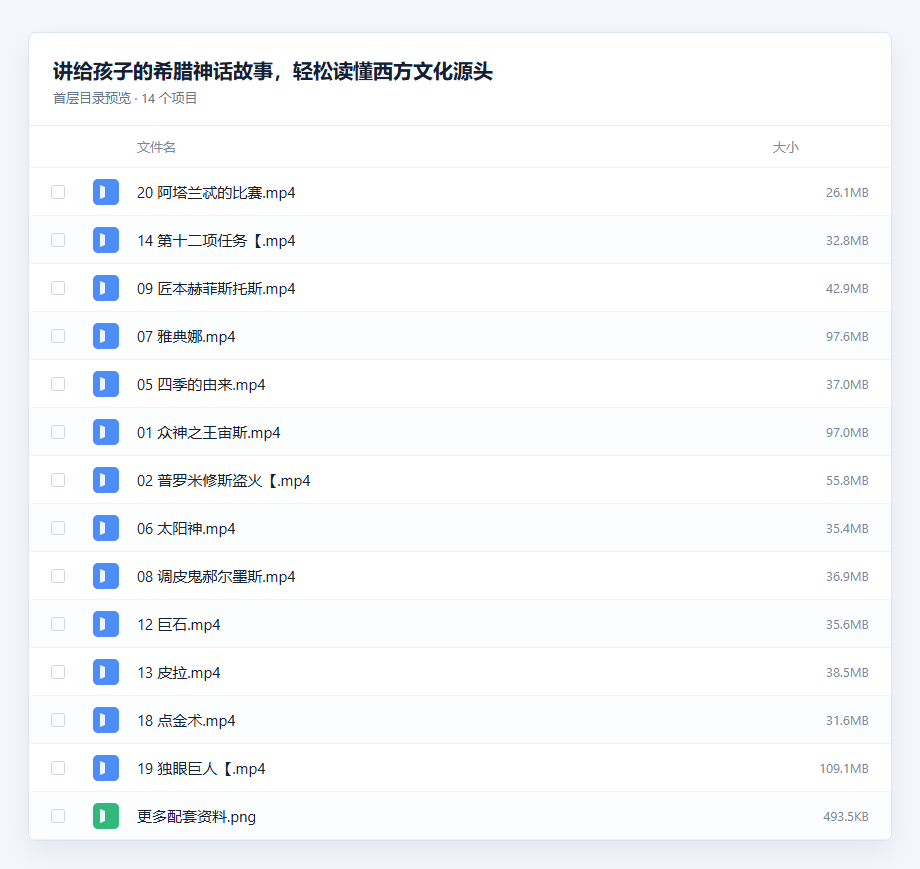 讲给孩子的希腊神话故事，轻松读懂西方文化源头
首层目录预览 · 14 个项目
文件名 大小
20 阿塔兰忒的比赛.mp4 26.1MB
14 第十二项任务【.mp4 32.8MB
09 匠本赫菲斯托斯.mp4 42.9MB
07 雅典娜.mp4 97.6MB
05 四季的由来.mp4 37.0MB
01 众神之王宙斯.mp4 97.0MB
02 普罗米修斯盗火【.mp4 55.8MB
06 太阳神.mp4 35.4MB
08 调皮鬼郝尔墨斯.mp4 36.9MB
12 巨石.mp4 35.6MB
13 皮拉.mp4 38.5MB
18 点金术.mp4 31.6MB
19 独眼巨人【.mp4 109.1MB
更多配套资料.png 493.5KB